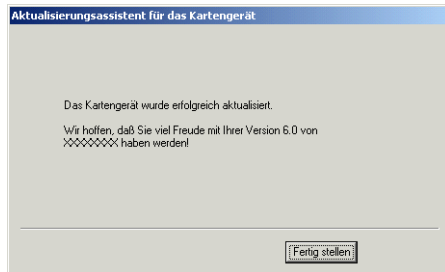 Aktualisierungsassistent für das Kartengerät
Das Kartengerät wurde erfolgreich aktualisiert.
Wir hoffen, daß Sie viel Freude mit Ihrer Version 6.0 von
XXXXXXXX haben werden!
Fertig stellen